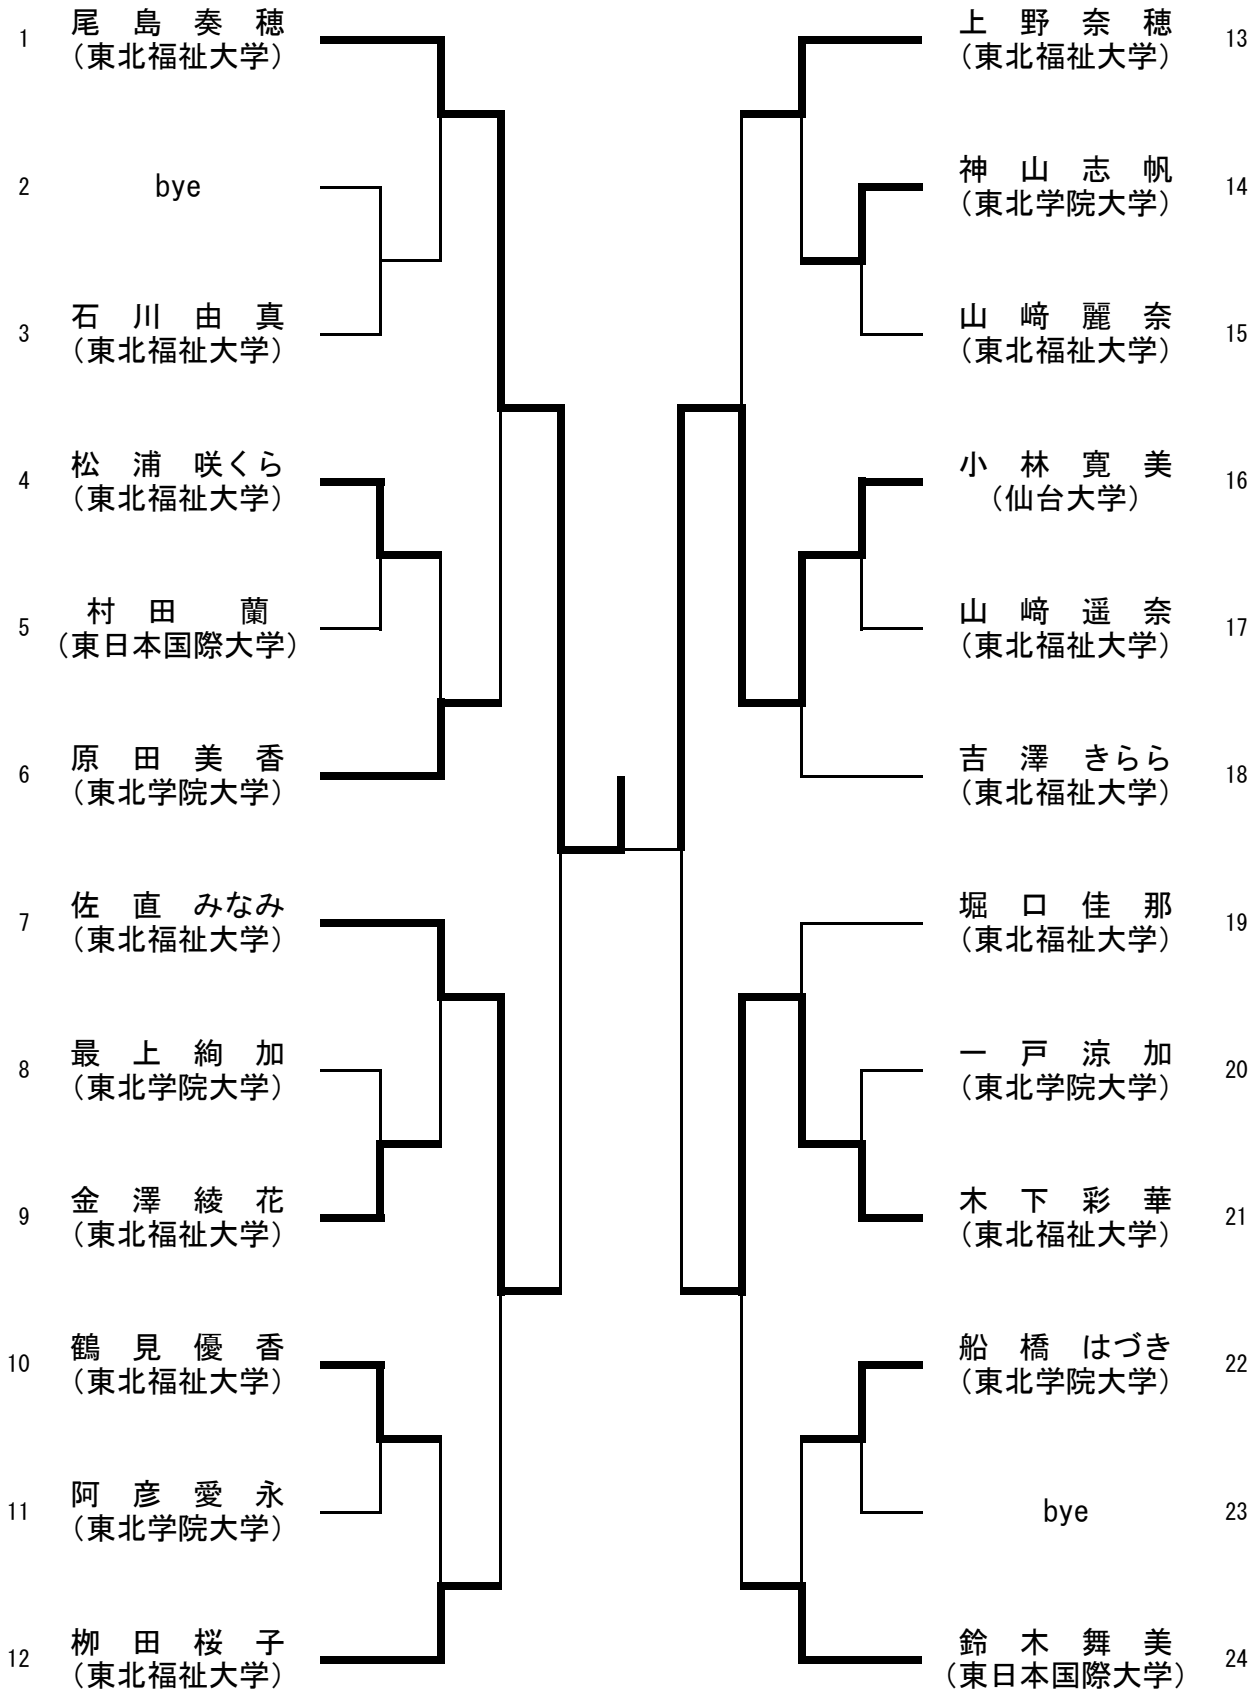 1
尾 島 奏 穂
（東北福祉大学）
2
bye
3
石 川 由 真
（東北福祉大学）
4
松 浦 咲くら
（東北福祉大学）
5
村 田 蘭
（東日本国際大学）
6
原 田 美 香
（東北学院大学）
7
佐 直 みなみ
（東北福祉大学）
8
最 上 絢 加
（東北学院大学）
9
金 澤 綾 花
（東北福祉大学）
10
鶴 見 優 香
（東北福祉大学）
11
阿 彦 愛 永
（東北学院大学）
12
栁 田 桜 子
（東北福祉大学）
上 野 奈 穂
（東北福祉大学）
13
神 山 志 帆
（東北学院大学）
14
山 﨑 麗 奈
（東北福祉大学）
15
小 林 寛 美
（仙台大学）
16
山 﨑 遥 奈
（東北福祉大学）
17
吉 澤 きらら
（東北福祉大学）
18
堀 口 佳 那
（東北福祉大学）
19
一 戸 涼 加
（東北学院大学）
20
木 下 彩 華
（東北福祉大学）
21
船 橋 はづき
（東北学院大学）
22
bye
23
鈴 木 舞 美
（東日本国際大学）
24